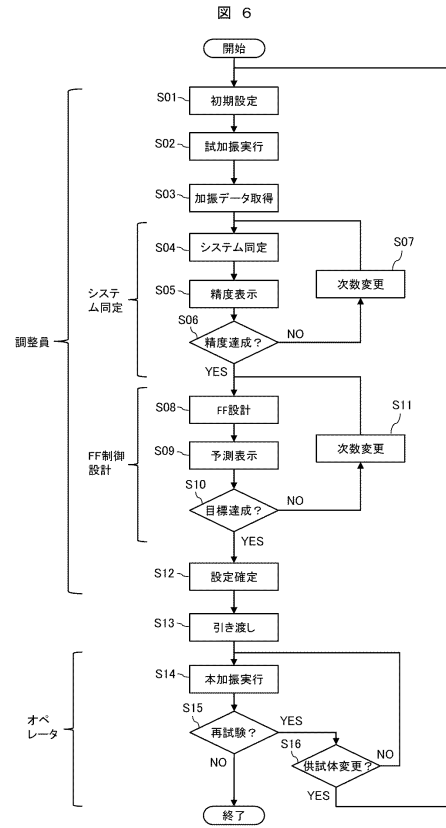 図 6
開始
S01
初期設定
S02
試加振実行
S03
加振データ取得
S04
システム同定
S07
次数変更
S05
精度表示
システ
ム同定
S06
精度達成？
NO
YES
調整員
S08
FF設計
S11
次数変更
S09
予測表示
FF制御
設計
S10
目標達成？
NO
YES
S12
設定確定
S13
引き渡し
S14
本加振実行
S15
再試験？
YES
NO
オペ
レータ
S16
供試体変更？
NO
YES
終了